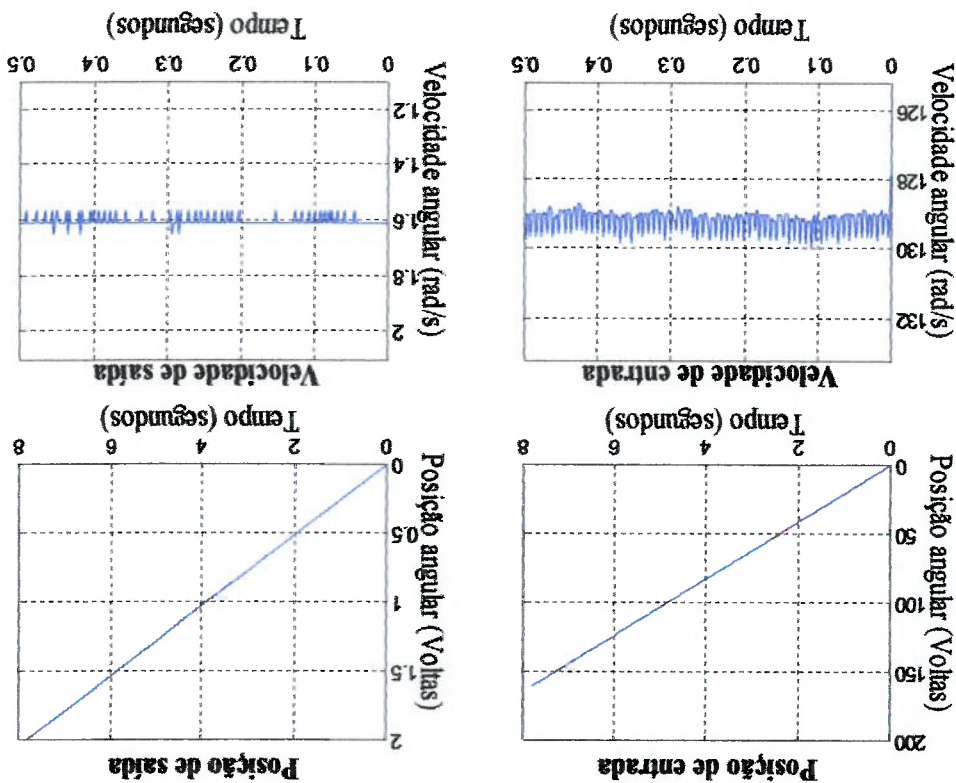 Posição de entrada
Posição angular (Voltas)
200
150
100
50
0
0 2 4 6 8
Tempo (segundos)
Posição de saída
Posição angular (Voltas)
2
1.5
1
0.5
0
0 2 4 6 8
Tempo (segundos)
Velocidade de entrada
Velocidade angular (rad/s)
132
130
128
126
0 0.1 0.2 0.3 0.4 0.5
Tempo (segundos)
Velocidade de saída
Velocidade angular (rad/s)
2
1.8
1.6
1.4
1.2
0 0.1 0.2 0.3 0.4 0.5
Tempo (segundos)